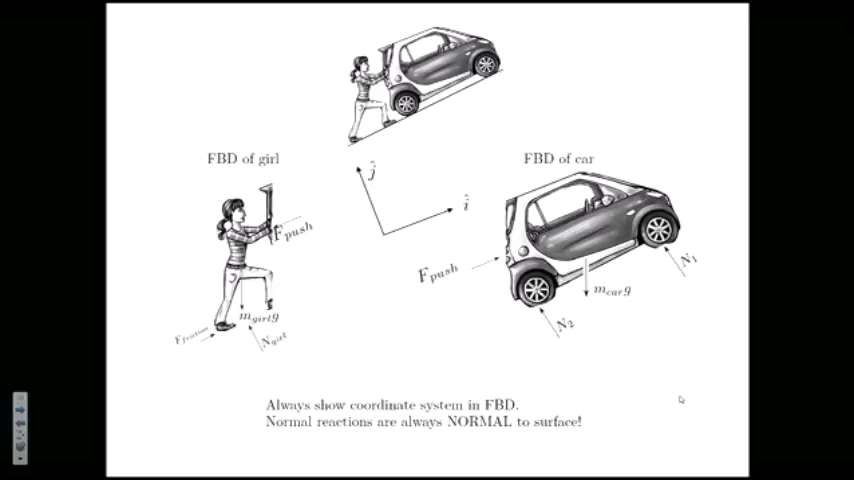 FBD of girl
FBD of car
ĵ
î
F_push
F_push
m_girl g
m_car g
F_friction
N_girl
N_1
N_2
Always show coordinate system in FBD.
Normal reactions are always NORMAL to surface!